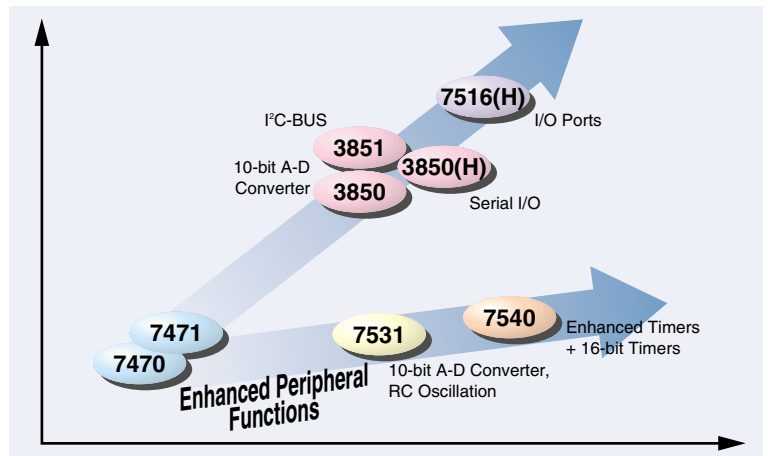 7516(H)
I/O Ports
I²C-BUS
3851
10-bit A-D
Converter
3850(H)
3850
Serial I/O
7471
7470
7531
7540
Enhanced Timers
+ 16-bit Timers
10-bit A-D Converter,
RC Oscillation
Enhanced Peripheral
Functions